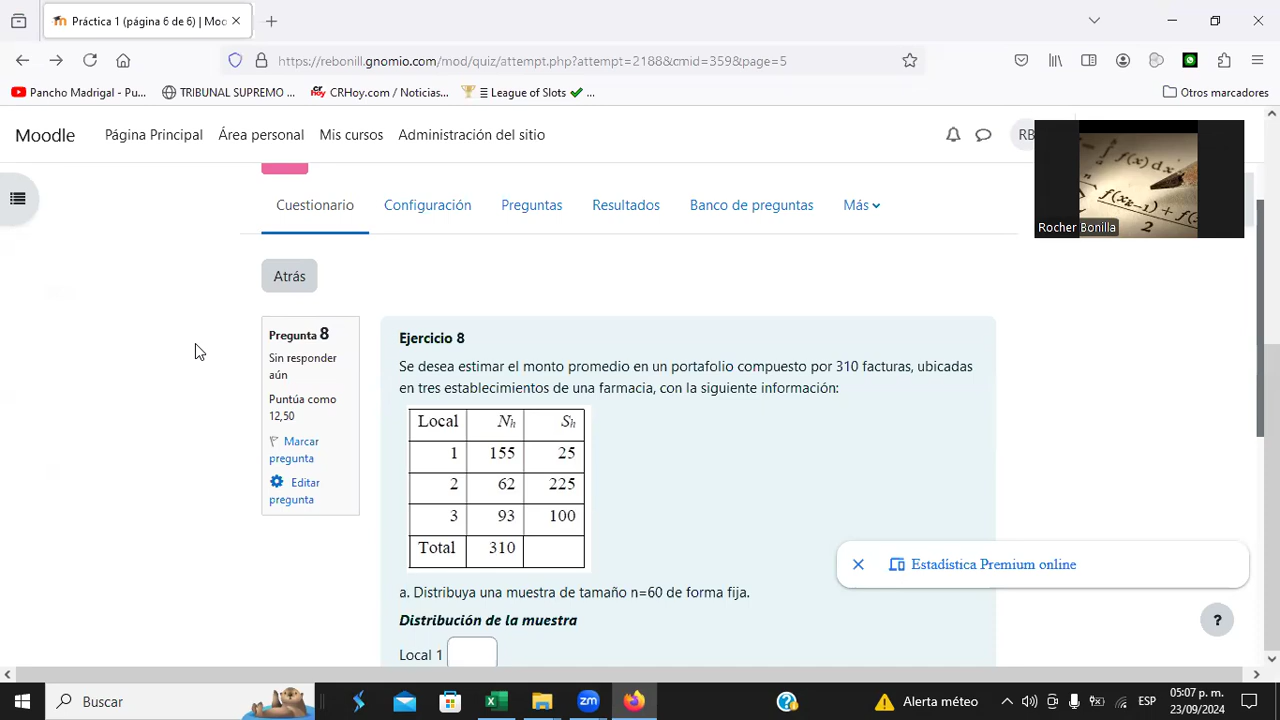 Práctica 1 (página 6 de 6) | Moo
https://rebonill.gnomio.com/mod/quiz/attempt.php?attempt=2188&cmid=359&page=5
Pancho Madrigal - Pu... TRIBUNAL SUPREMO ... CRHoy.com / Noticias... League of Slots ... Otros marcadores
Moodle Página Principal Área personal Mis cursos Administración del sitio RB
f(x) dx
2
Rocher Bonilla
Cuestionario Configuración Preguntas Resultados Banco de preguntas Más
Atrás
Pregunta 8
Sin responder
aún
Puntúa como
12,50
Marcar
pregunta
Editar
pregunta
Ejercicio 8
Se desea estimar el monto promedio en un portafolio compuesto por 310 facturas, ubicadas
en tres establecimientos de una farmacia, con la siguiente información:
Local Nh Sh
1 155 25
2 62 225
3 93 100
Total 310
a. Distribuya una muestra de tamaño n=60 de forma fija.
Distribución de la muestra
Local 1
Estadística Premium online
?
Buscar
zm
Alerta méteo
ESP
05:07 p. m.
23/09/2024